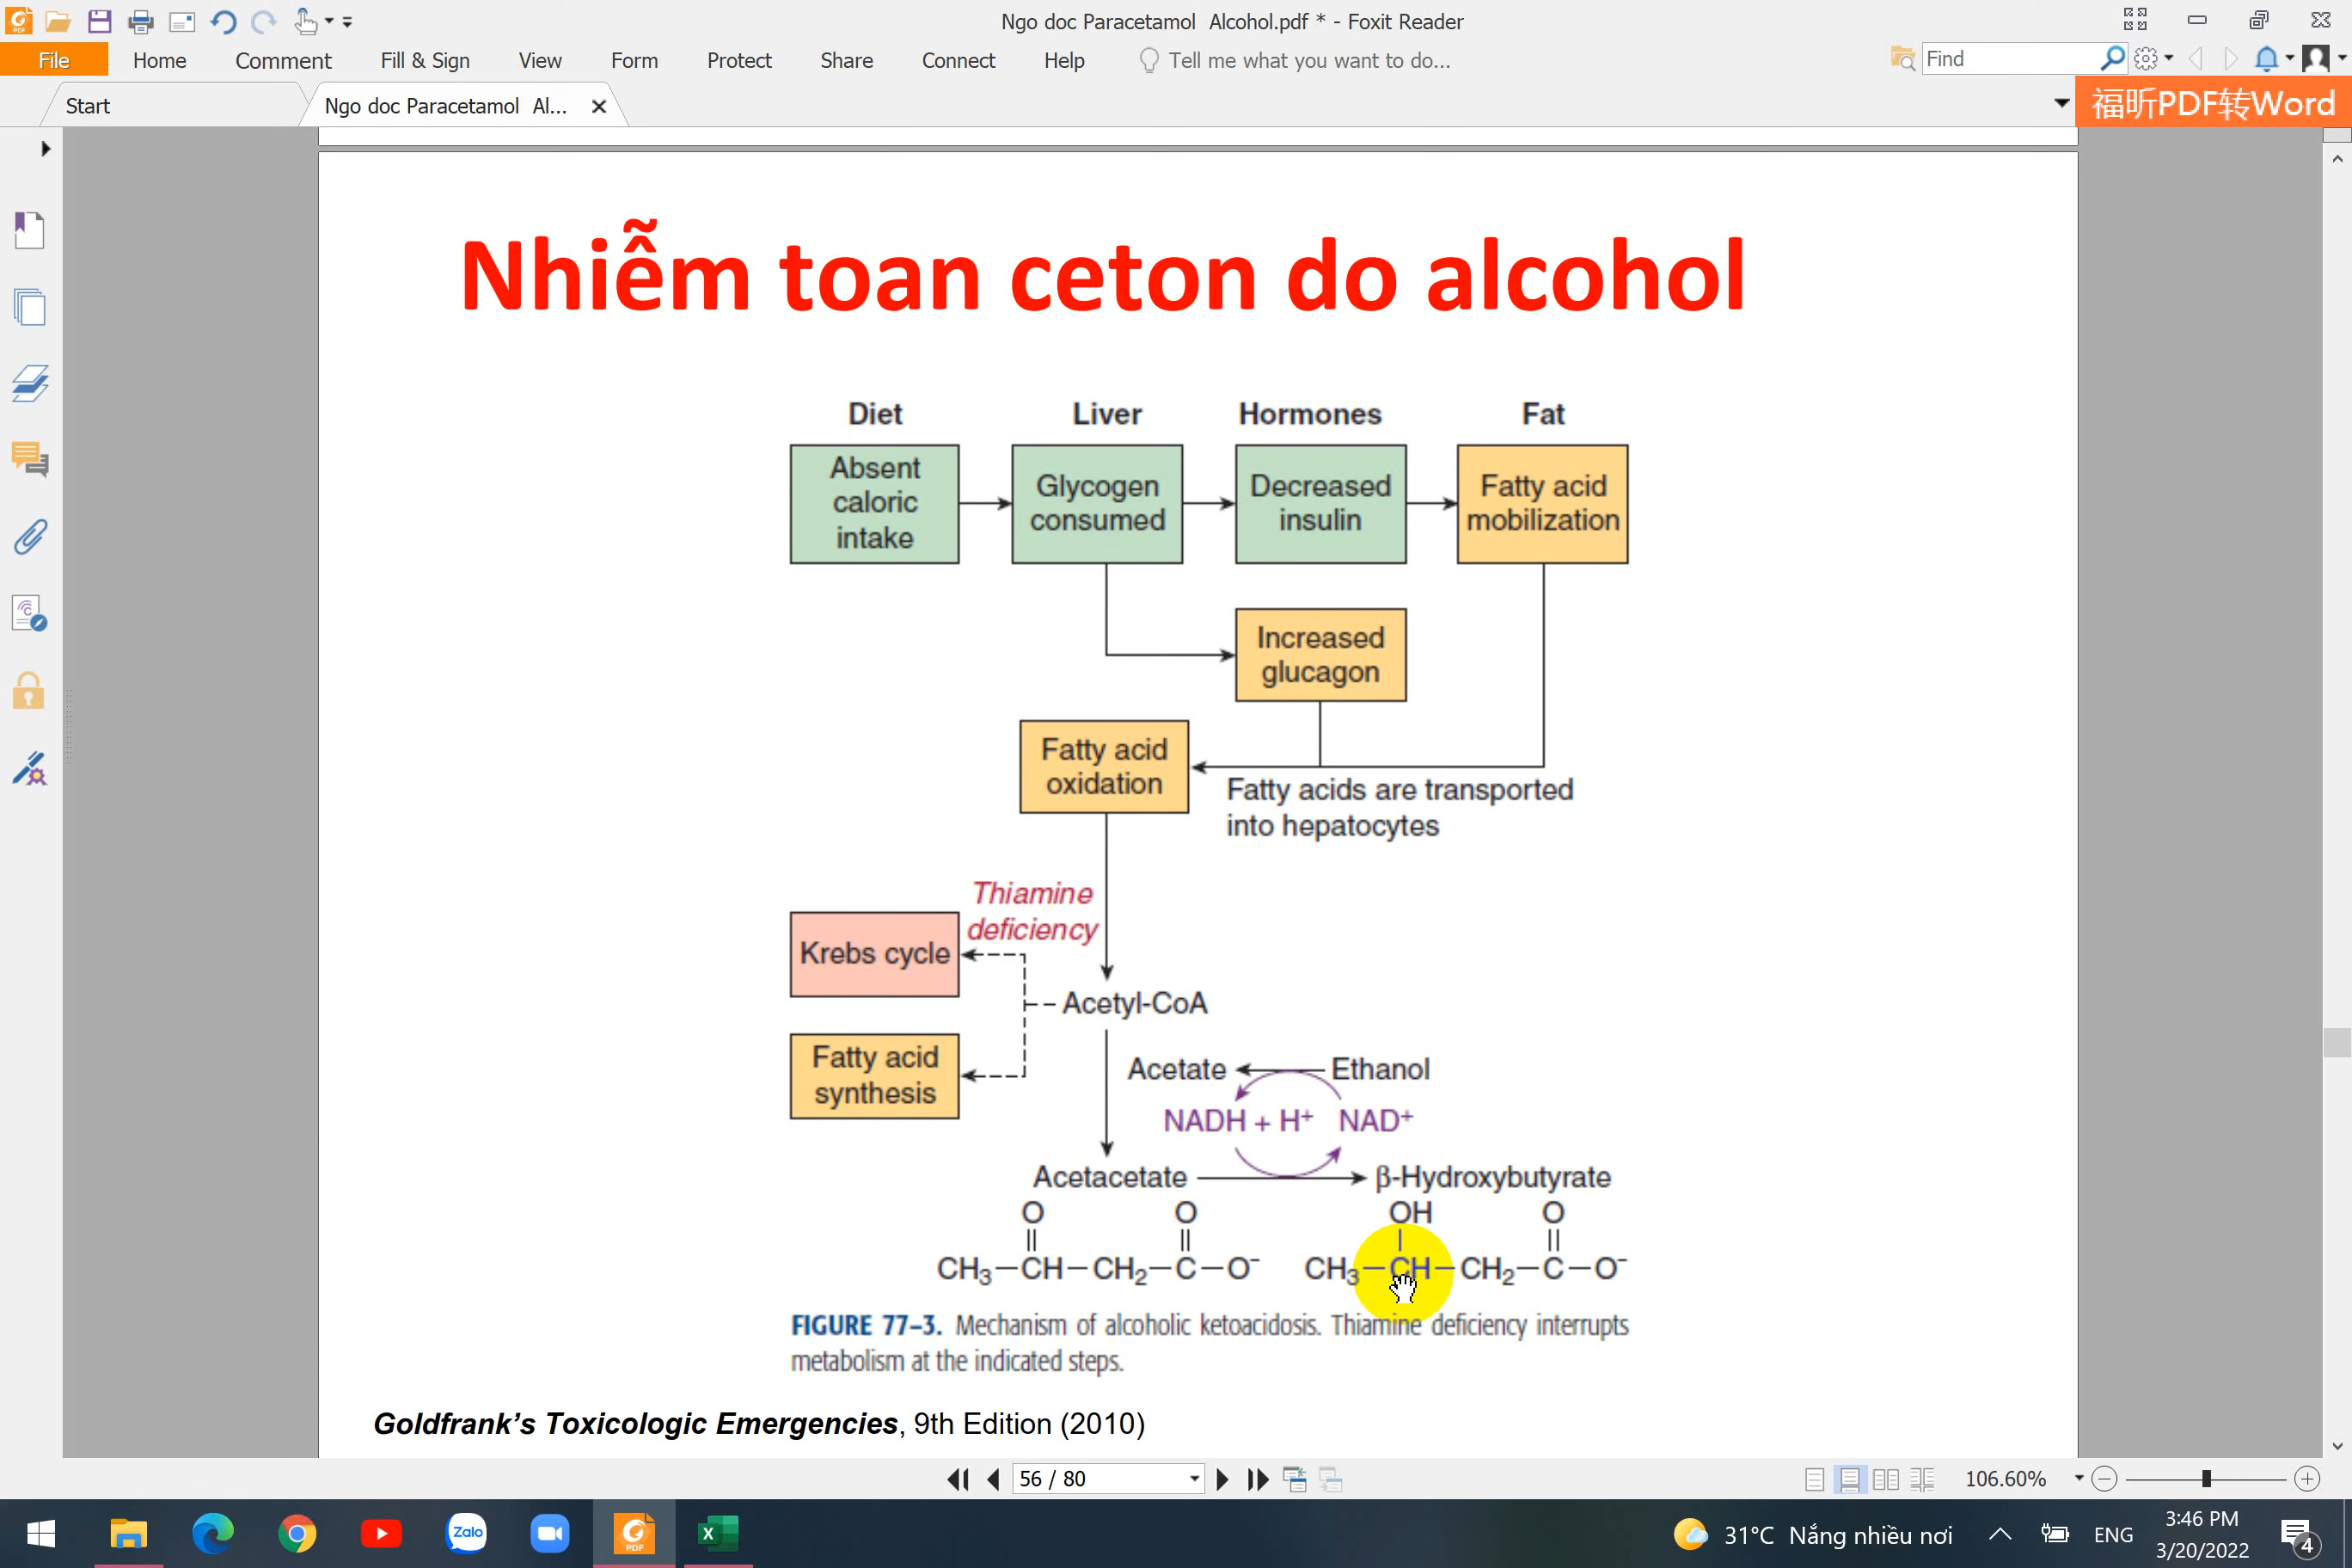 Ngo doc Paracetamol Alcohol.pdf * - Foxit Reader
File Home Comment Fill & Sign View Form Protect Share Connect Help Tell me what you want to do... Find
Start Ngo doc Paracetamol Al... 福昕PDF转Word
Nhiễm toan ceton do alcohol
Diet Liver Hormones Fat
Absent
caloric
intake
Glycogen
consumed
Decreased
insulin
Fatty acid
mobilization
Increased
glucagon
Fatty acid
oxidation
Fatty acids are transported
into hepatocytes
Thiamine
deficiency
Krebs cycle
Acetyl-CoA
Fatty acid
synthesis
Acetate Ethanol
NADH + H⁺ NAD⁺
Acetacetate β-Hydroxybutyrate
O O OH O
CH₃—CH—CH₂—C—O⁻ CH₃—CH—CH₂—C—O⁻
FIGURE 77–3. Mechanism of alcoholic ketoacidosis. Thiamine deficiency interrupts
metabolism at the indicated steps.
Goldfrank's Toxicologic Emergencies, 9th Edition (2010)
56 / 80 106.60%
Zalo PDF 31°C Nắng nhiều nơi ENG 3:46 PM
3/20/2022 4